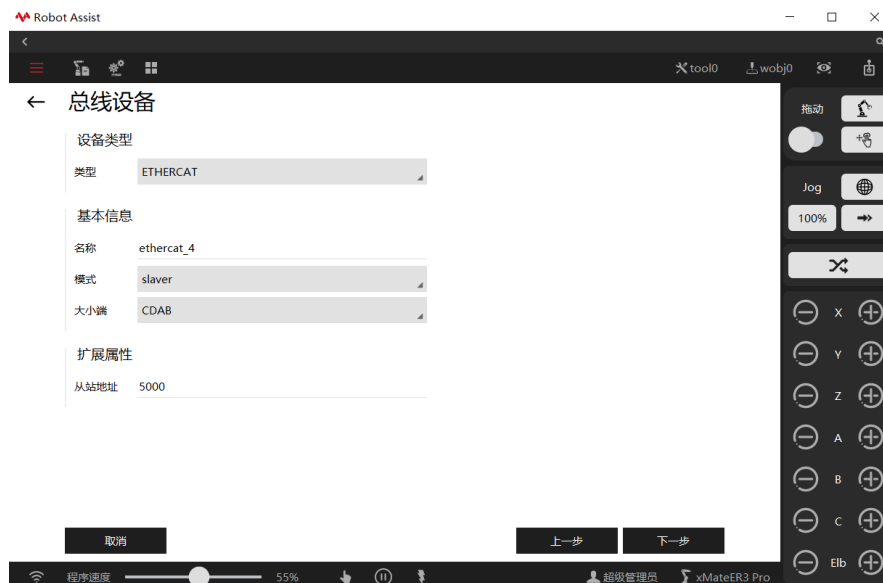 Robot Assist
tool0
wobj0
总线设备
设备类型
类型
ETHERCAT
基本信息
名称
ethercat_4
模式
slaver
大小端
CDAB
扩展属性
从站地址
5000
取消
上一步
下一步
拖动
Jog
100%
X
Y
Z
A
B
C
Elb
程序速度
55%
超级管理员
xMateER3 Pro